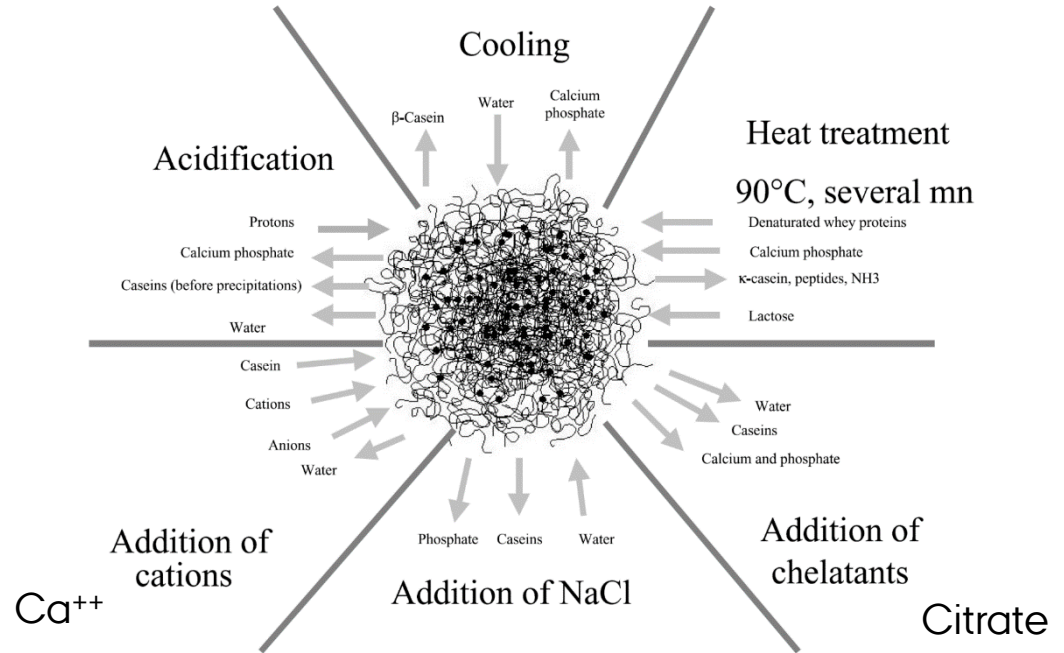 Cooling
β-Casein
Water
Calcium
phosphate
Heat treatment
90°C, several mn
Denaturated whey proteins
Calcium phosphate
κ-casein, peptides, NH3
Lactose
Acidification
Protons
Calcium phosphate
Caseins (before precipitations)
Water
Casein
Cations
Anions
Water
Addition of
cations
Ca⁺⁺
Phosphate
Caseins
Water
Addition of NaCl
Water
Caseins
Calcium and phosphate
Addition of
chelatants
Citrate